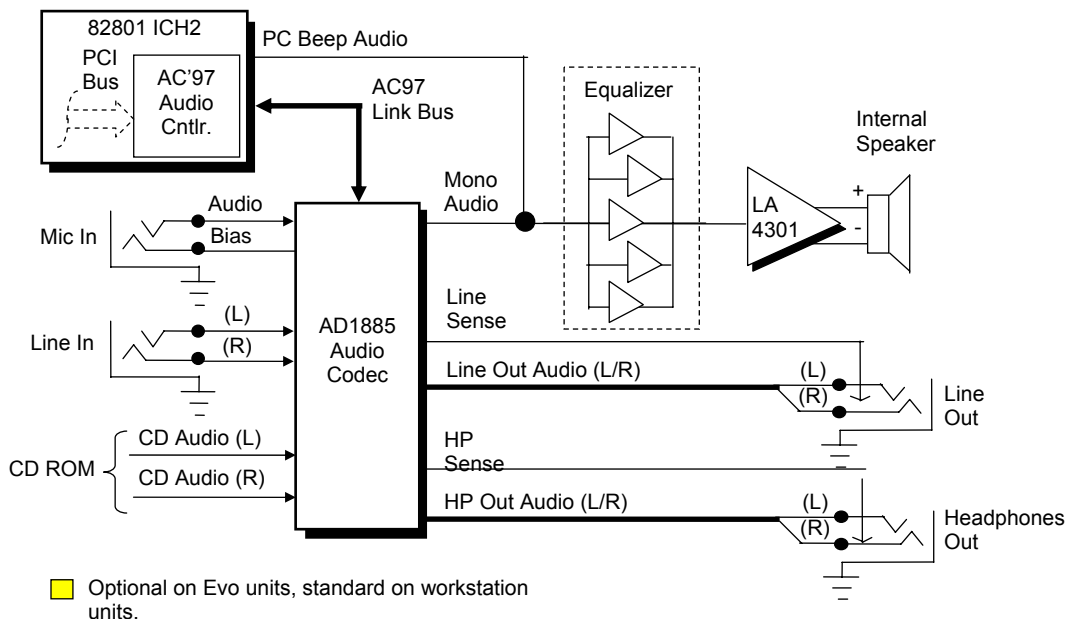 82801 ICH2
PCI
Bus
AC'97
Audio
Cntlr.
PC Beep Audio
AC97
Link Bus
Equalizer
Internal
Speaker
LA
4301
+
-
Mono
Audio
Mic In
Audio
Bias
Line In
(L)
(R)
AD1885
Audio
Codec
Line
Sense
Line Out Audio (L/R)
(L)
(R)
Line
Out
CD ROM
CD Audio (L)
CD Audio (R)
HP
Sense
HP Out Audio (L/R)
(L)
(R)
Headphones
Out
Optional on Evo units, standard on workstation
units.